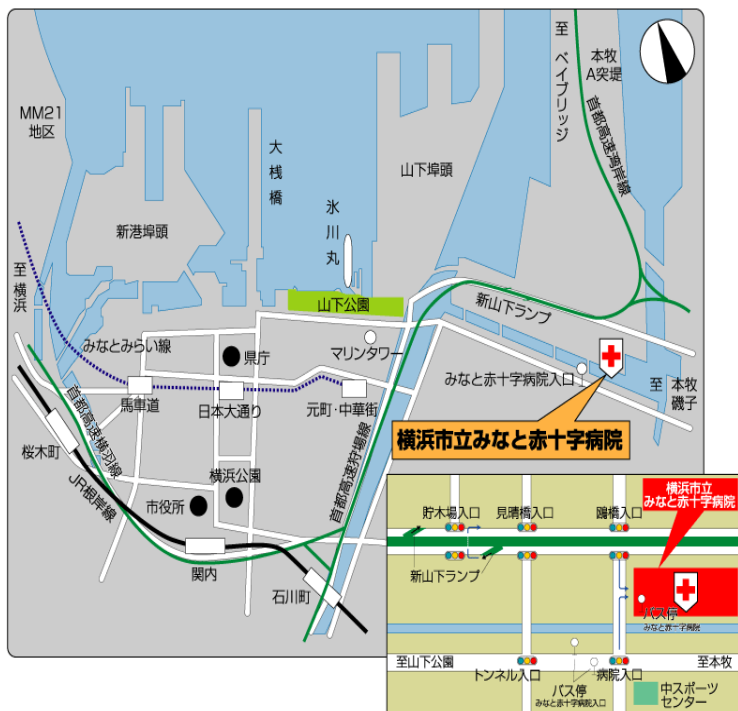 至
ベイブリッジ
本牧
A突堤
首都高速湾岸線
MM21
地区
大桟橋
山下埠頭
氷川丸
新港埠頭
至横浜
山下公園
新山下ランプ
みなとみらい線
県庁
マリンタワー
みなと赤十字病院入口
至 本牧
磯子
首都高速横羽線
馬車道
日本大通り
元町・中華街
横浜市立みなと赤十字病院
桜木町
JR根岸線
横浜公園
市役所
首都高速狩場線
関内
石川町
貯木場入口
見晴橋入口
鴎橋入口
横浜市立
みなと赤十字病院
新山下ランプ
バス停
みなと赤十字病院
至山下公園
至本牧
トンネル入口
病院入口
バス停
みなと赤十字病院入口
中スポーツ
センター